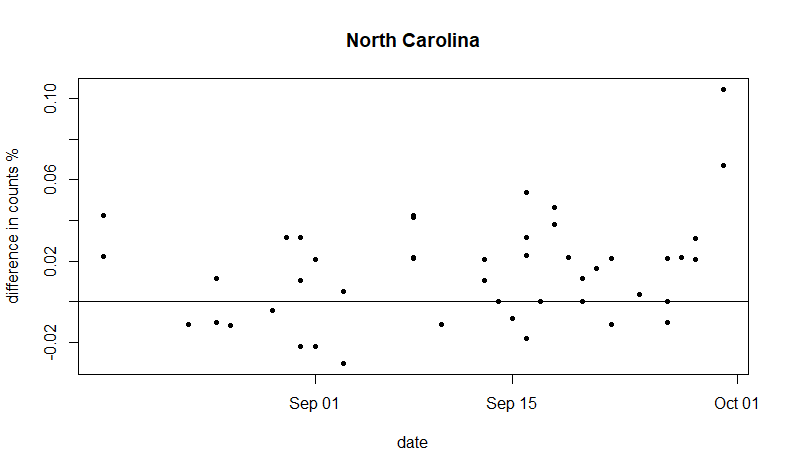 North Carolina
difference in counts %
0.10
0.06
0.02
-0.02
Sep 01
Sep 15
Oct 01
date